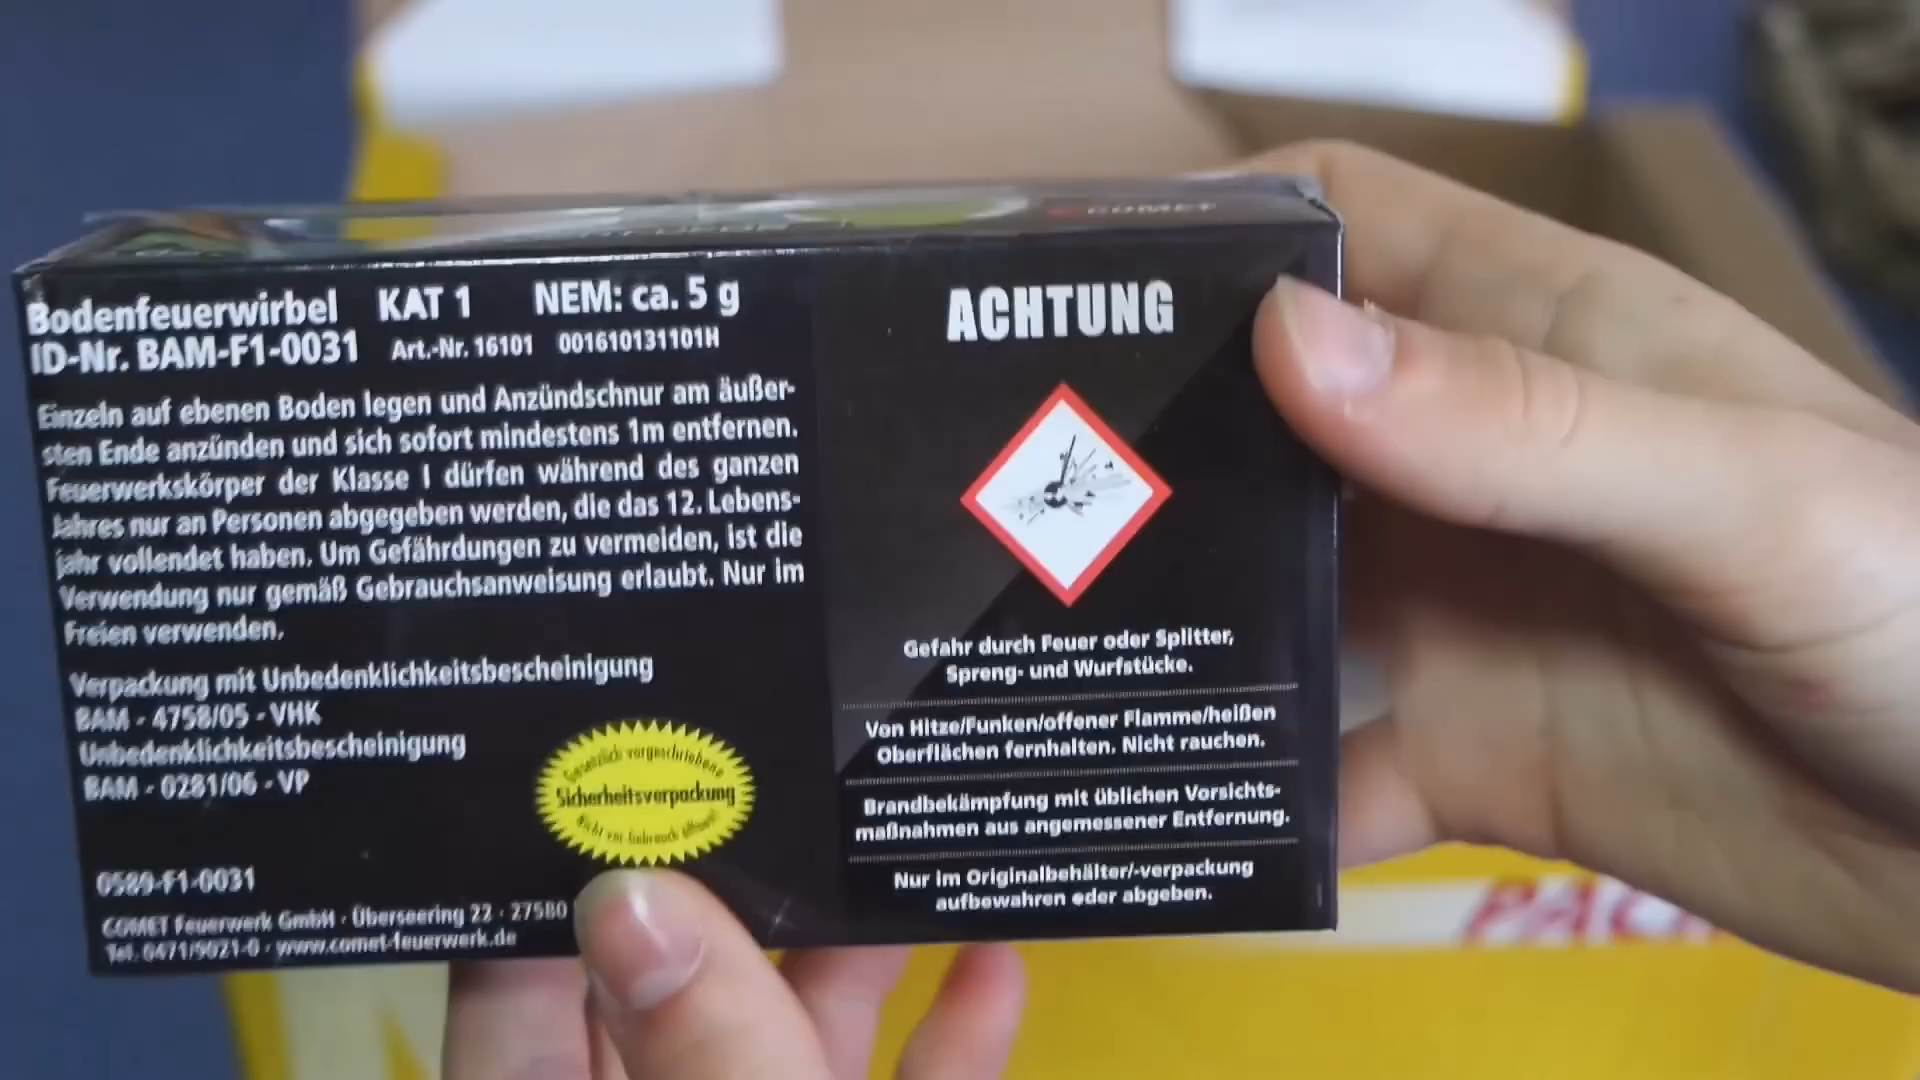 COMET
Bodenfeuerwirbel KAT 1 NEM: ca. 5 g
ID-Nr. BAM-F1-0031 Art.-Nr. 16101 001610131101H
Einzeln auf ebenen Boden legen und Anzündschnur am äußer-
sten Ende anzünden und sich sofort mindestens 1m entfernen.
Feuerwerkskörper der Klasse I dürfen während des ganzen
Jahres nur an Personen abgegeben werden, die das 12. Lebens-
jahr vollendet haben. Um Gefährdungen zu vermeiden, ist die
Verwendung nur gemäß Gebrauchsanweisung erlaubt. Nur im
Freien verwenden.
Verpackung mit Unbedenklichkeitsbescheinigung
BAM - 4758/05 - VHK
Unbedenklichkeitsbescheinigung
BAM - 0281/06 - VP
Gesetzlich vorgeschriebene
Sicherheitsverpackung
Nicht vor Gebrauch öffnen!
0589-F1-0031
COMET Feuerwerk GmbH · Überseering 22 · 27580
Tel. 0471/9021-0 · www.comet-feuerwerk.de
ACHTUNG
Gefahr durch Feuer oder Splitter,
Spreng- und Wurfstücke.
Von Hitze/Funken/offener Flamme/heißen
Oberflächen fernhalten. Nicht rauchen.
Brandbekämpfung mit üblichen Vorsichts-
maßnahmen aus angemessener Entfernung.
Nur im Originalbehälter/-verpackung
aufbewahren oder abgeben.